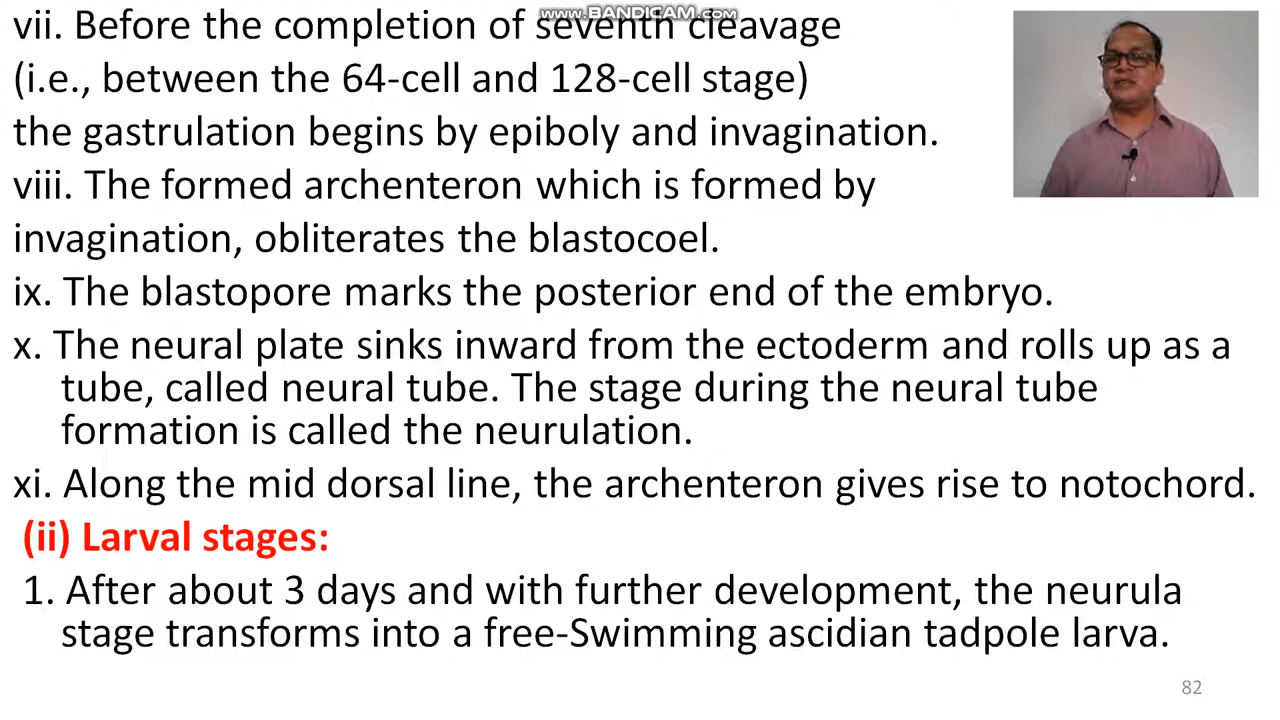 www.BANDICAM.com
vii. Before the completion of seventh cleavage
(i.e., between the 64-cell and 128-cell stage)
the gastrulation begins by epiboly and invagination.
viii. The formed archenteron which is formed by
invagination, obliterates the blastocoel.
ix. The blastopore marks the posterior end of the embryo.
x. The neural plate sinks inward from the ectoderm and rolls up as a
tube, called neural tube. The stage during the neural tube
formation is called the neurulation.
xi. Along the mid dorsal line, the archenteron gives rise to notochord.
(ii) Larval stages:
1. After about 3 days and with further development, the neurula
stage transforms into a free-Swimming ascidian tadpole larva.
82